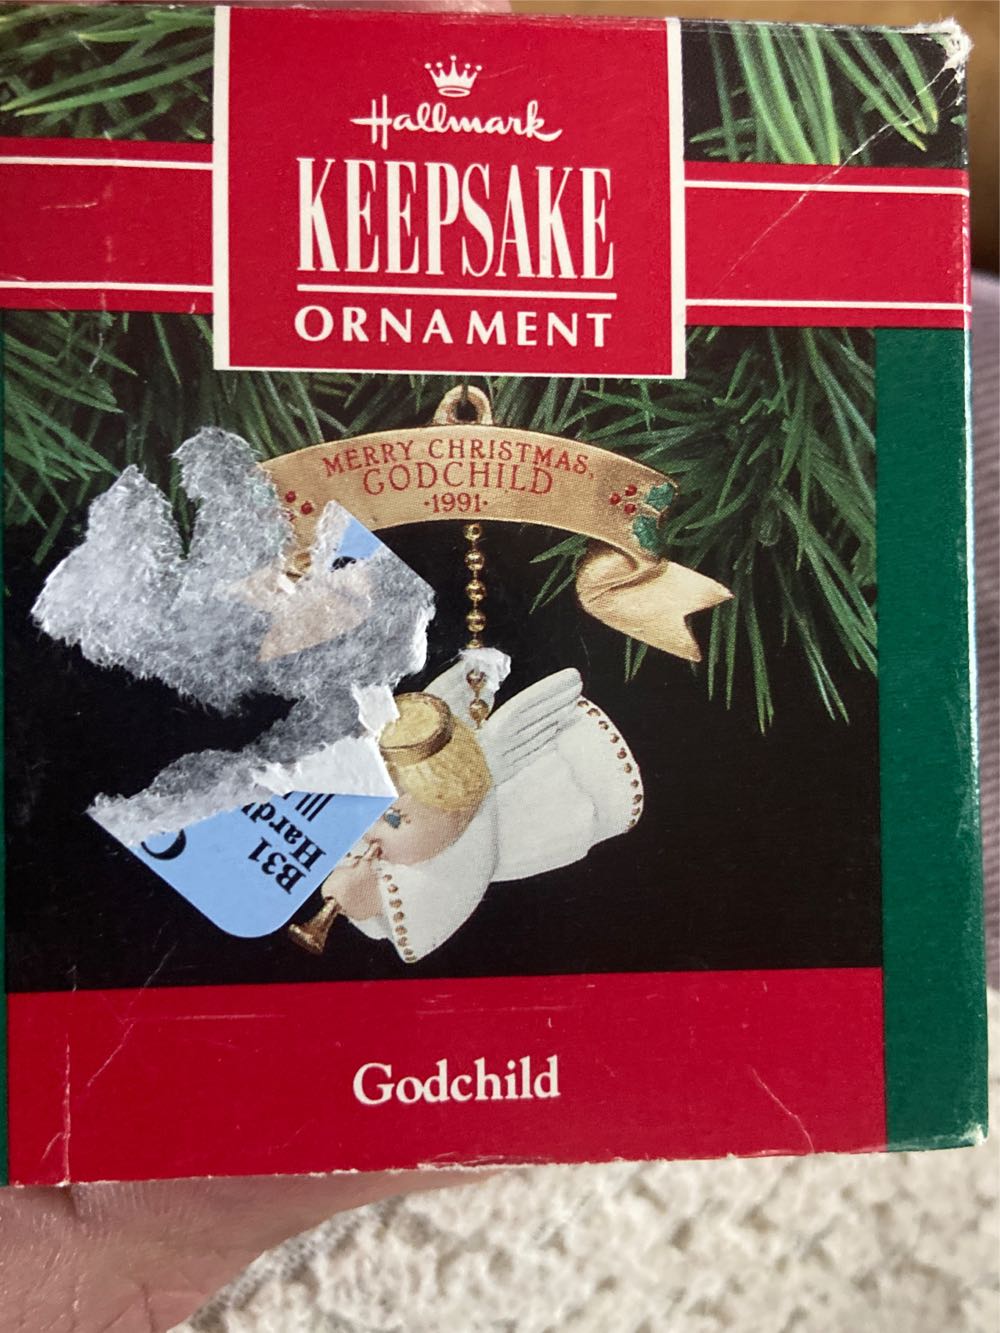 Hallmark
KEEPSAKE
ORNAMENT
MERRY CHRISTMAS,
GODCHILD
·1991·
B31
Godchild